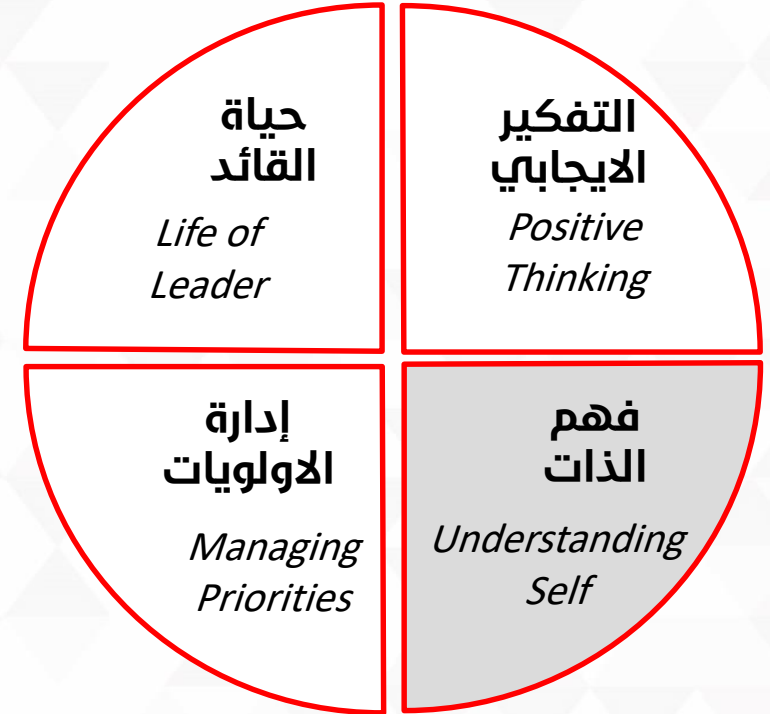 حياة
القائد
Life of
Leader
التفكير
الايجابي
Positive
Thinking
إدارة
الاولويات
Managing
Priorities
فهم
الذات
Understanding
Self